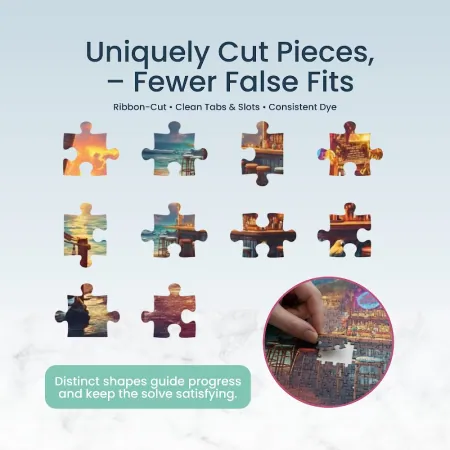 Uniquely Cut Pieces,
– Fewer False Fits
Ribbon-Cut • Clean Tabs & Slots • Consistent Dye
Distinct shapes guide progress
and keep the solve satisfying.